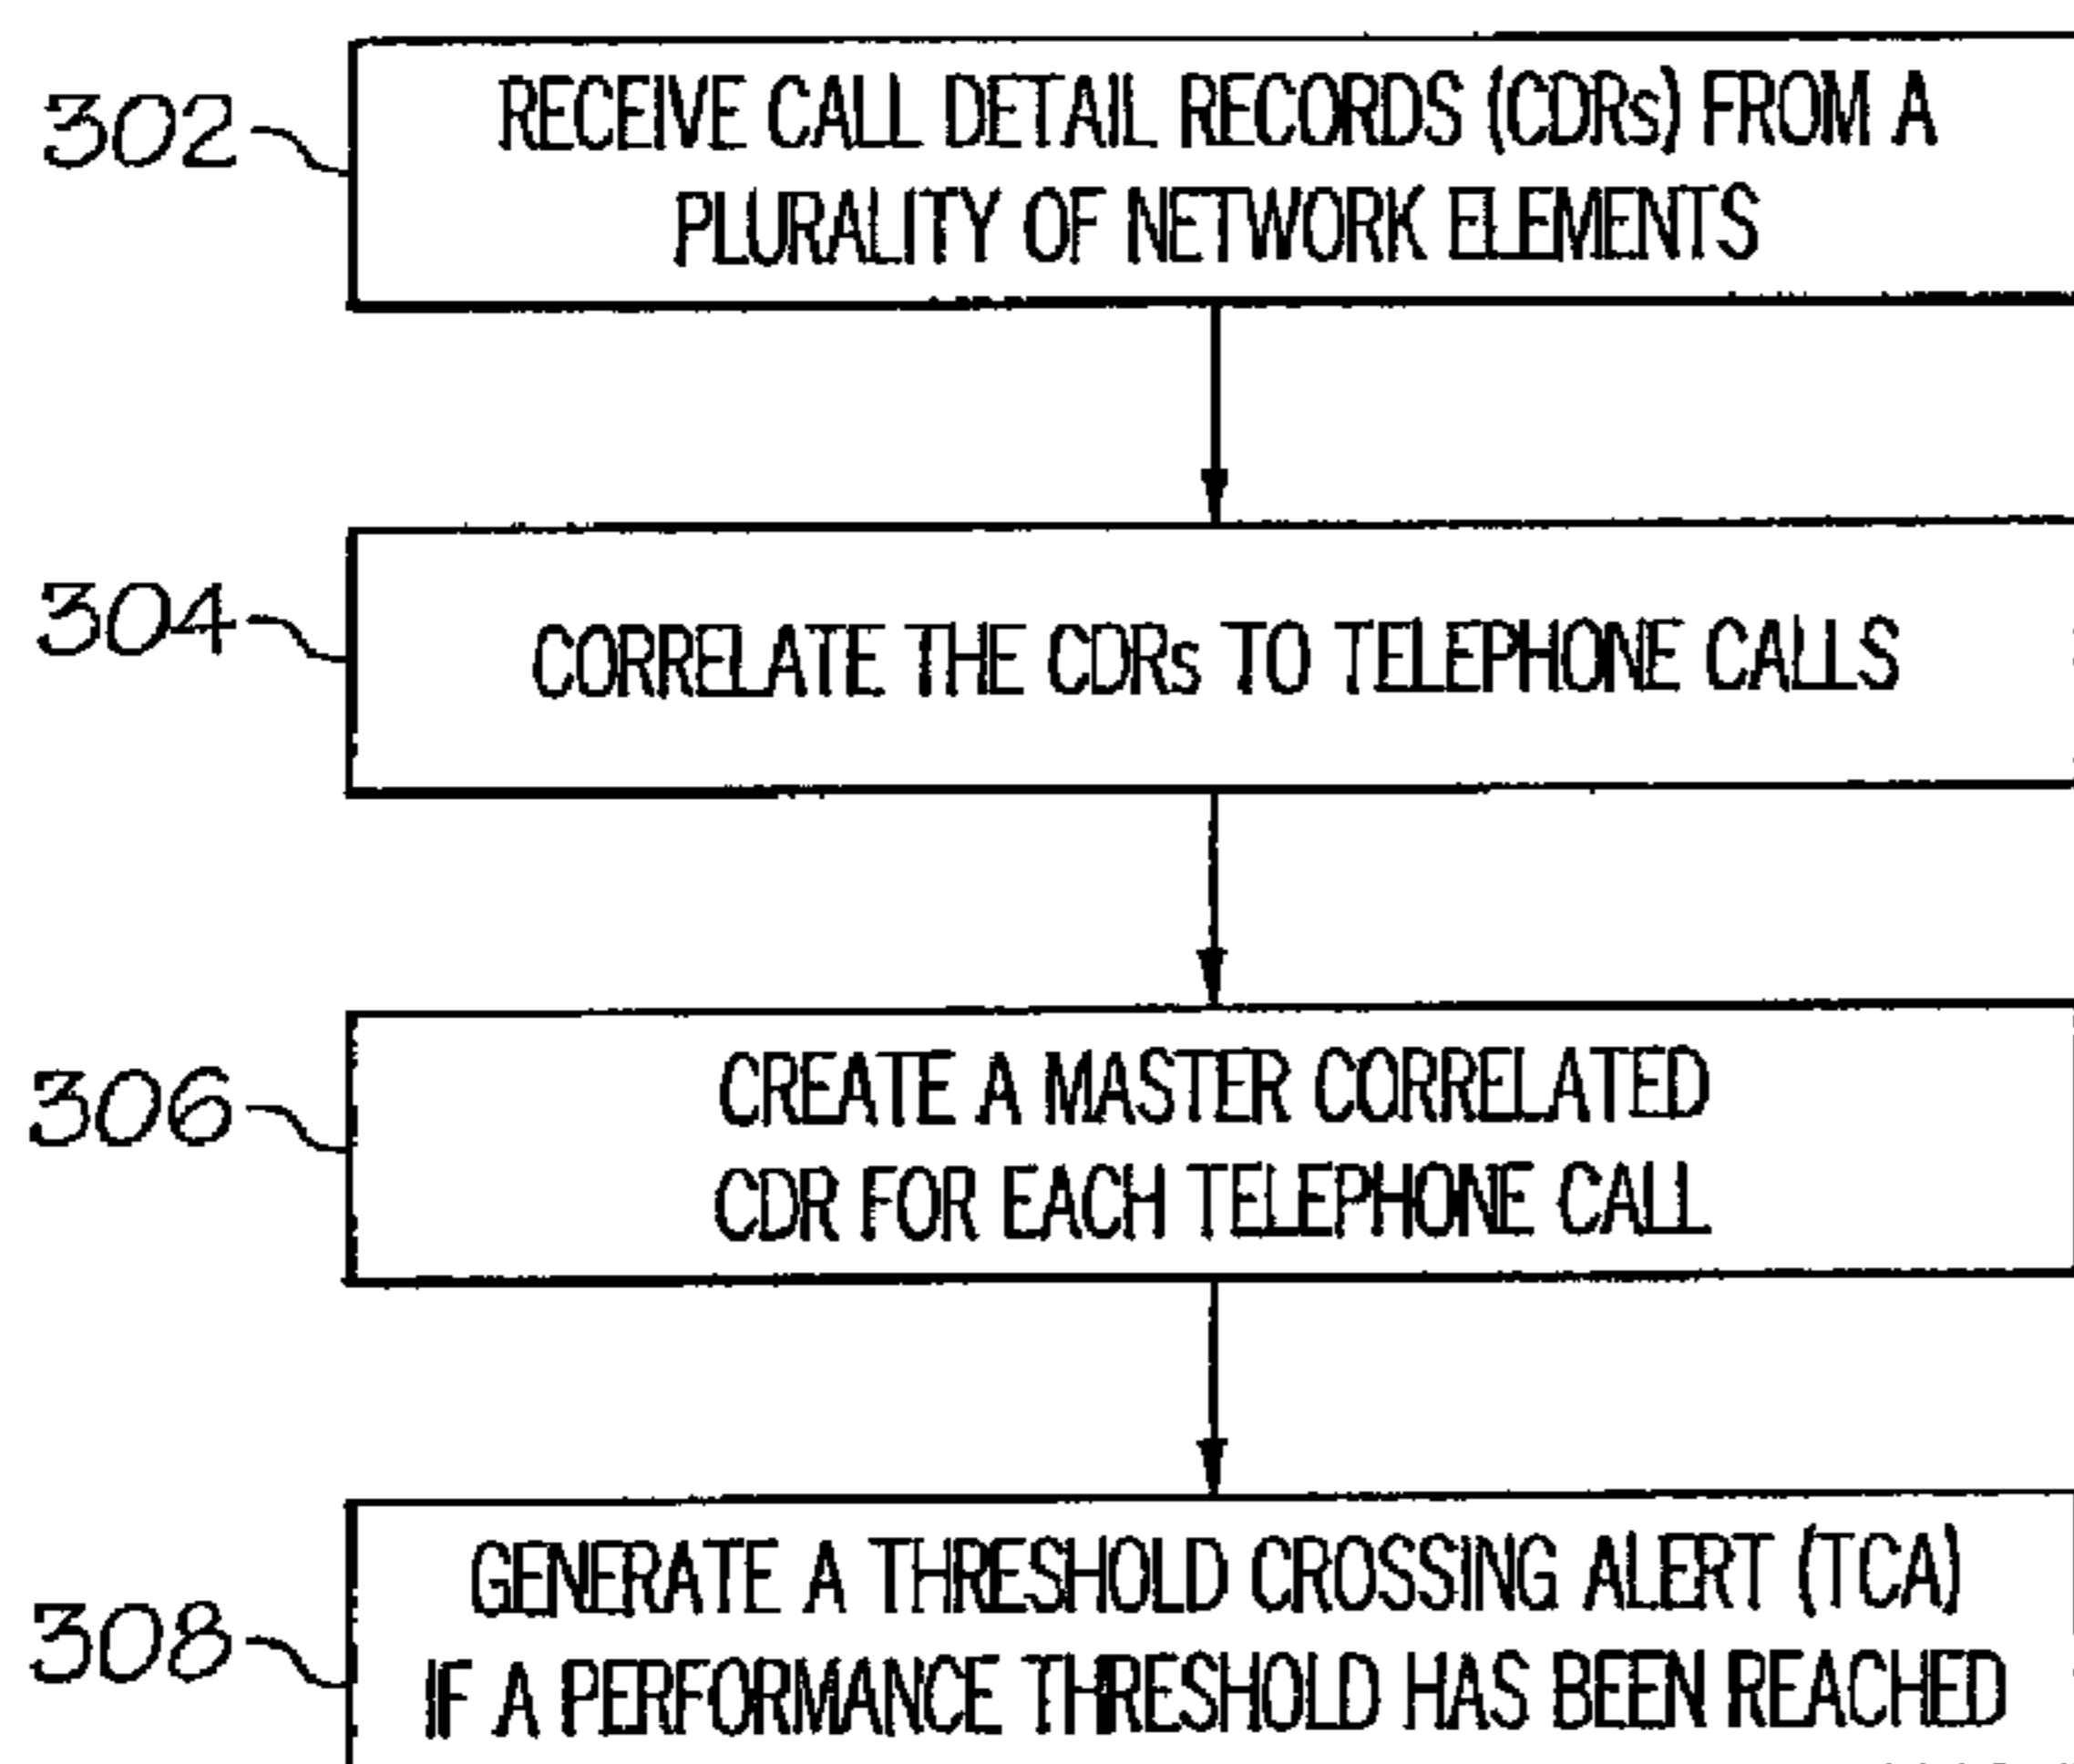 302
RECEIVE CALL DETAIL RECORDS (CDRs) FROM A
PLURALITY OF NETWORK ELEMENTS
304
CORRELATE THE CDRs TO TELEPHONE CALLS
306
CREATE A MASTER CORRELATED
CDR FOR EACH TELEPHONE CALL
308
GENERATE A THRESHOLD CROSSING ALERT (TCA)
IF A PERFORMANCE THRESHOLD HAS BEEN REACHED